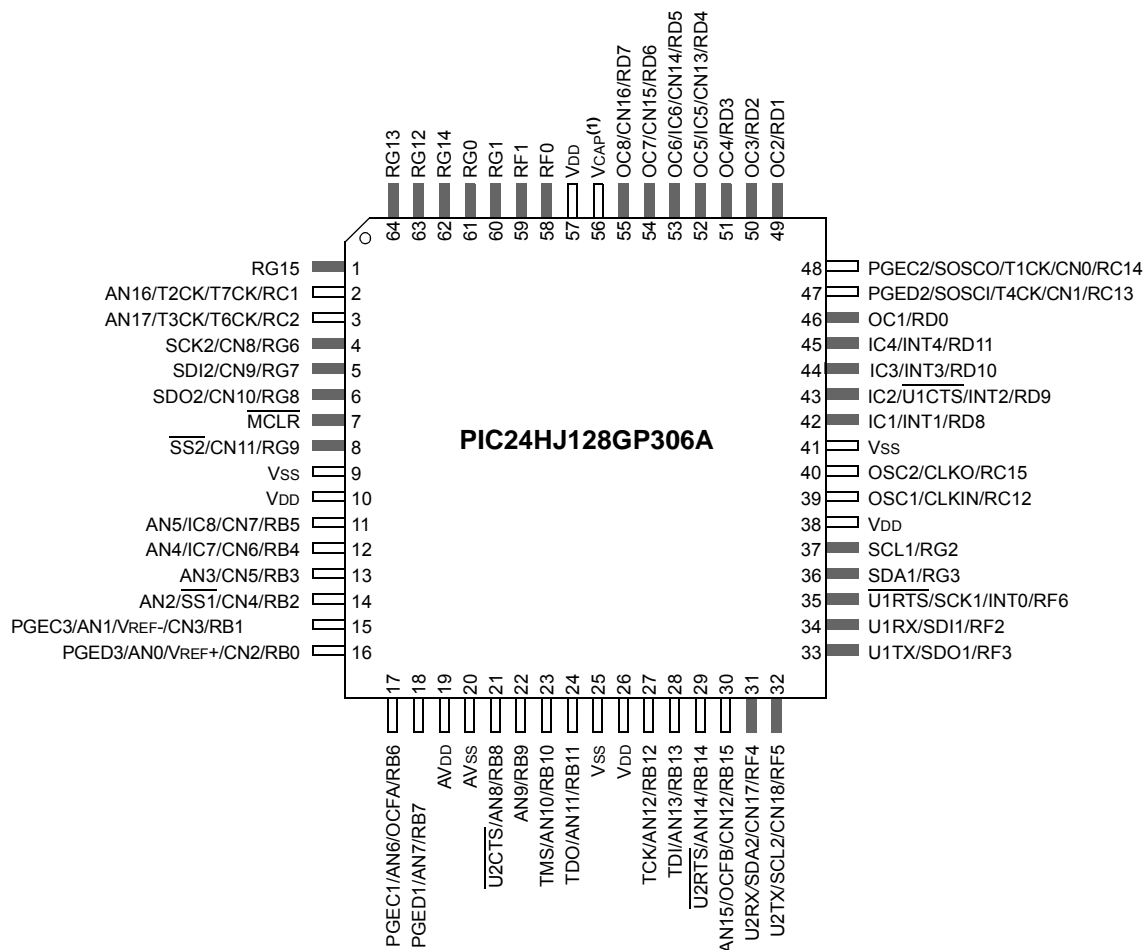 RG13
RG12
RG14
RG0
RG1
RF1
RF0
VDD
VCAP(1)
OC8/CN16/RD7
OC7/CN15/RD6
OC6/IC6/CN14/RD5
OC5/IC5/CN13/RD4
OC4/RD3
OC3/RD2
OC2/RD1
64 63 62 61 60 59 58 57 56 55 54 53 52 51 50 49
RG15 1
AN16/T2CK/T7CK/RC1 2
AN17/T3CK/T6CK/RC2 3
SCK2/CN8/RG6 4
SDI2/CN9/RG7 5
SDO2/CN10/RG8 6
MCLR 7
SS2/CN11/RG9 8
VSS 9
VDD 10
AN5/IC8/CN7/RB5 11
AN4/IC7/CN6/RB4 12
AN3/CN5/RB3 13
AN2/SS1/CN4/RB2 14
PGEC3/AN1/VREF-/CN3/RB1 15
PGED3/AN0/VREF+/CN2/RB0 16
PIC24HJ128GP306A
48 PGEC2/SOSCO/T1CK/CN0/RC14
47 PGED2/SOSCI/T4CK/CN1/RC13
46 OC1/RD0
45 IC4/INT4/RD11
44 IC3/INT3/RD10
43 IC2/U1CTS/INT2/RD9
42 IC1/INT1/RD8
41 VSS
40 OSC2/CLKO/RC15
39 OSC1/CLKIN/RC12
38 VDD
37 SCL1/RG2
36 SDA1/RG3
35 U1RTS/SCK1/INT0/RF6
34 U1RX/SDI1/RF2
33 U1TX/SDO1/RF3
17 18 19 20 21 22 23 24 25 26 27 28 29 30 31 32
PGEC1/AN6/OCFA/RB6
PGED1/AN7/RB7
AVDD
AVSS
U2CTS/AN8/RB8
AN9/RB9
TMS/AN10/RB10
TDO/AN11/RB11
VSS
VDD
TCK/AN12/RB12
TDI/AN13/RB13
U2RTS/AN14/RB14
AN15/OCFB/CN12/RB15
U2RX/SDA2/CN17/RF4
U2TX/SCL2/CN18/RF5